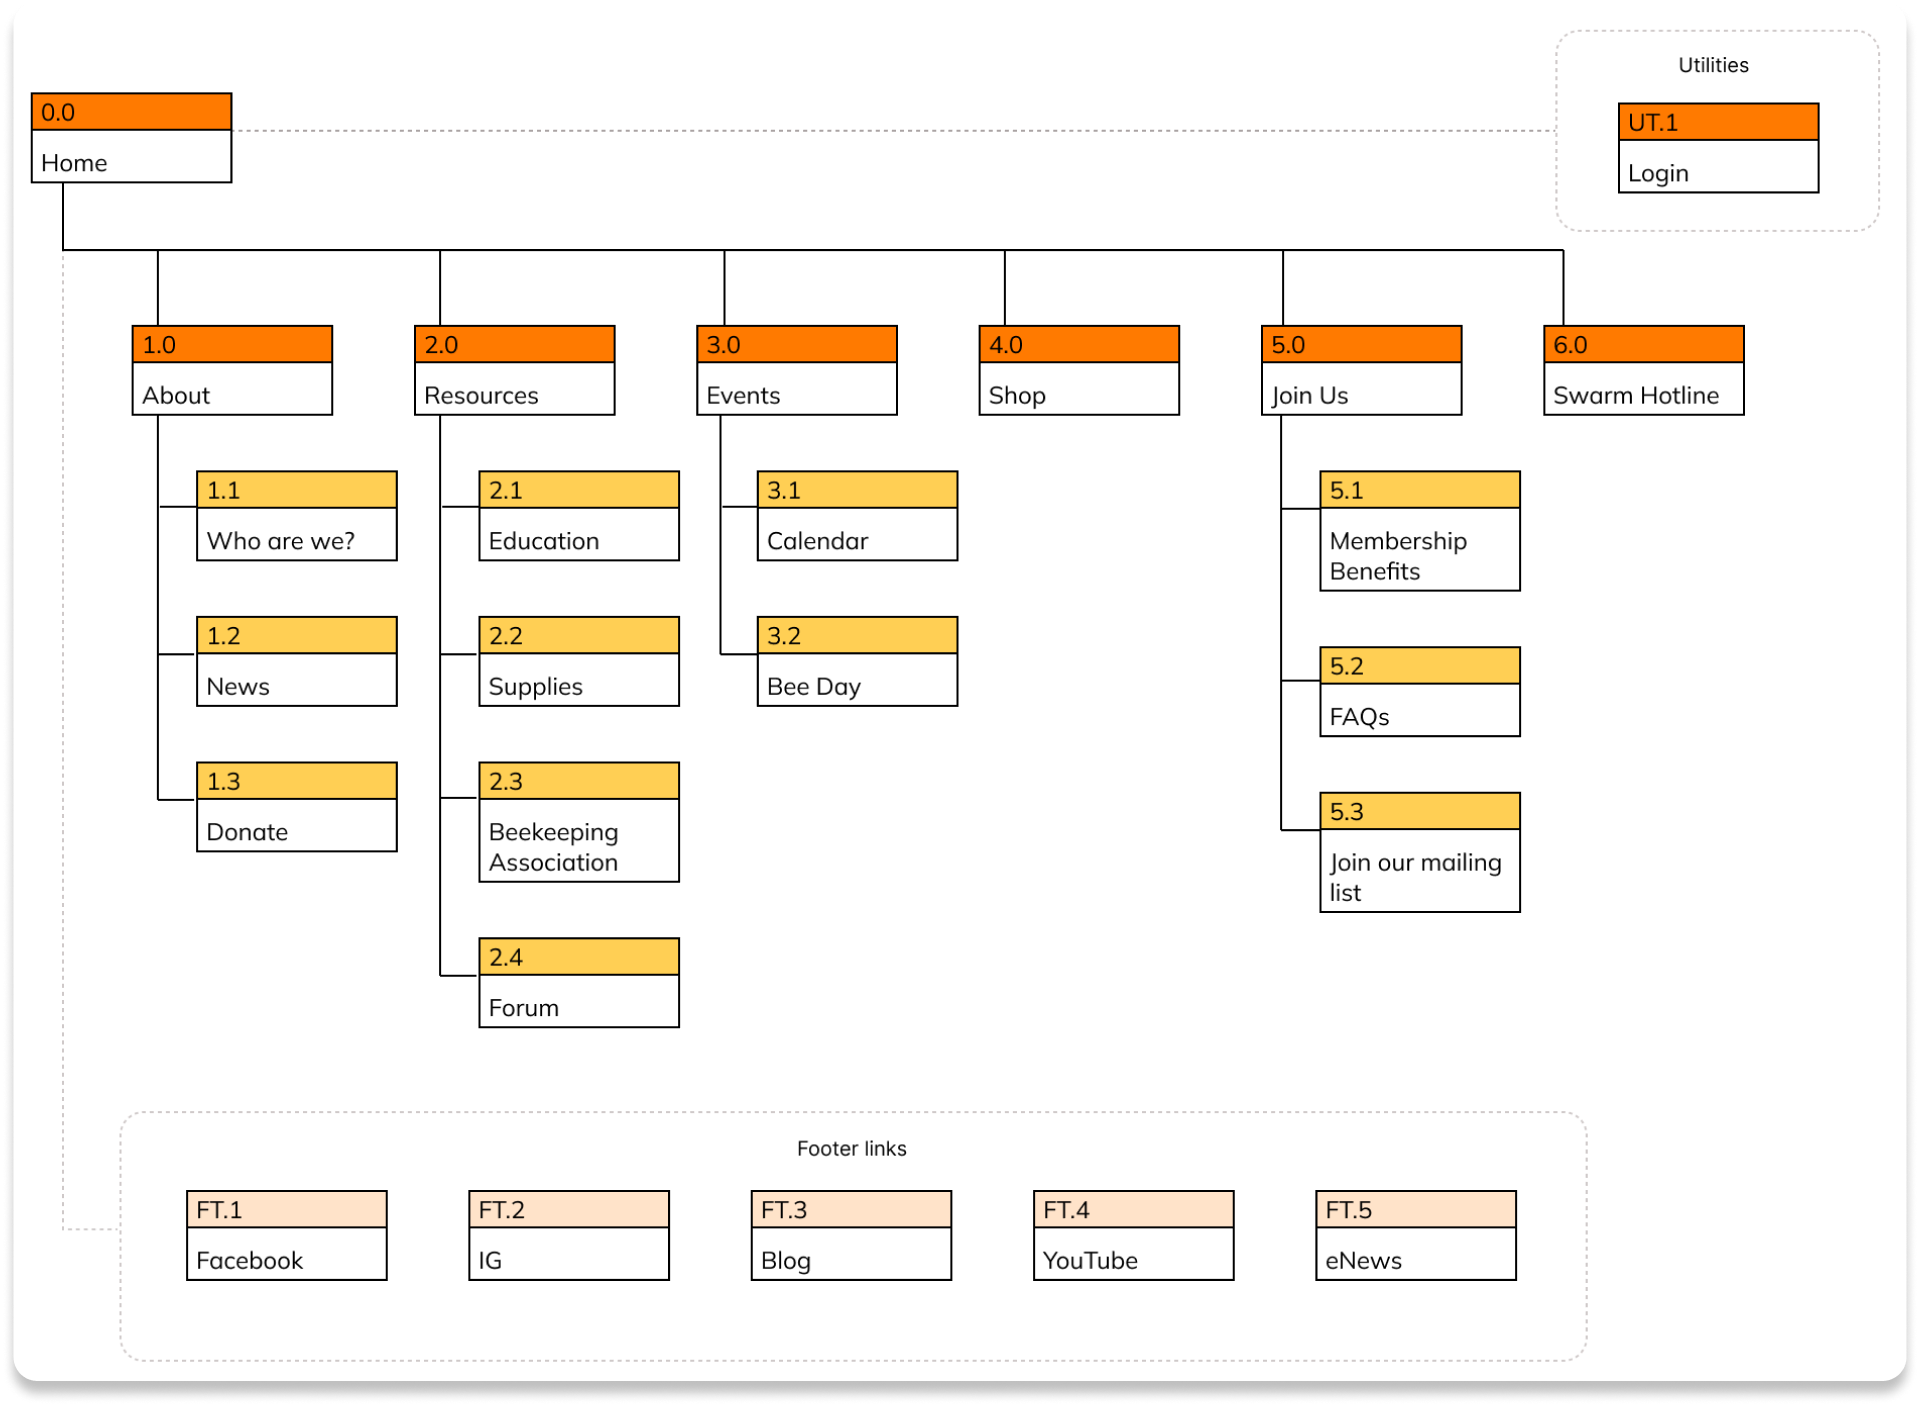 Utilities
0.0
Home
UT.1
Login
1.0
About
2.0
Resources
3.0
Events
4.0
Shop
5.0
Join Us
6.0
Swarm Hotline
1.1
Who are we?
1.2
News
1.3
Donate
2.1
Education
2.2
Supplies
2.3
Beekeeping
Association
2.4
Forum
3.1
Calendar
3.2
Bee Day
5.1
Membership
Benefits
5.2
FAQs
5.3
Join our mailing
list
Footer links
FT.1
Facebook
FT.2
IG
FT.3
Blog
FT.4
YouTube
FT.5
eNews